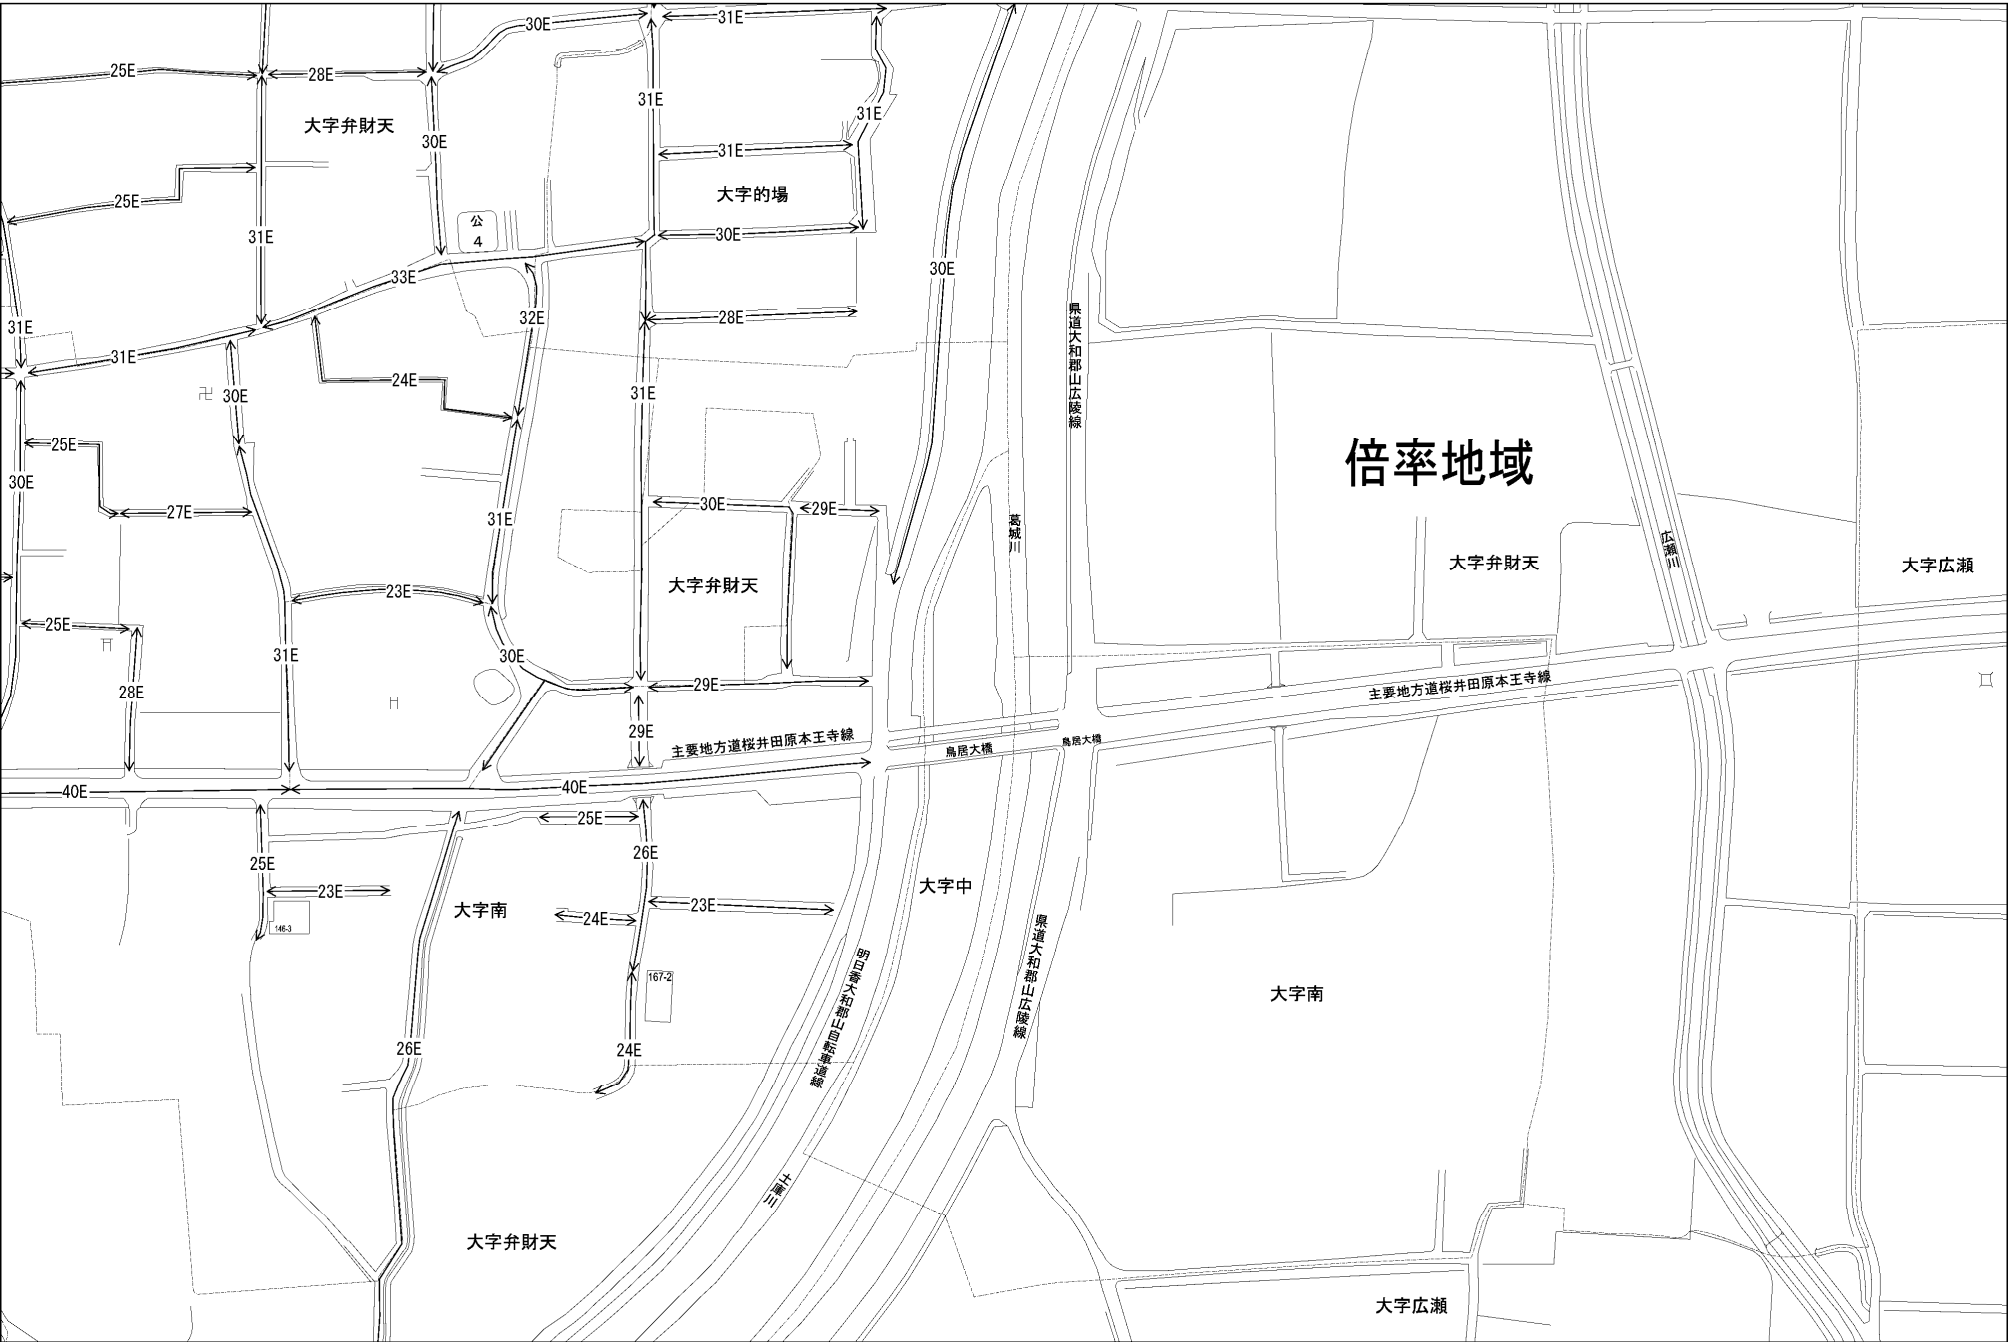 30E
31E
25E
28E
31E
31E
大字弁財天
30E
31E
大字的場
25E
公
4
31E
30E
33E
30E
31E
32E
28E
県道大和郡山広陵線
31E
24E
30E
31E
卍
25E
倍率地域
30E
27E
31E
30E
29E
葛城川
広瀬川
大字弁財天
大字広瀬
大字弁財天
23E
25E
31E
30E
28E
29E
主要地方道桜井田原本王寺線
29E
主要地方道桜井田原本王寺線
鳥居大橋
鳥居大橋
40E
40E
25E
26E
25E
23E
大字南
24E
23E
大字中
146-3
167-2
明日香大和郡山自転車道線
県道大和郡山広陵線
大字南
26E
24E
土庫川
大字弁財天
大字広瀬